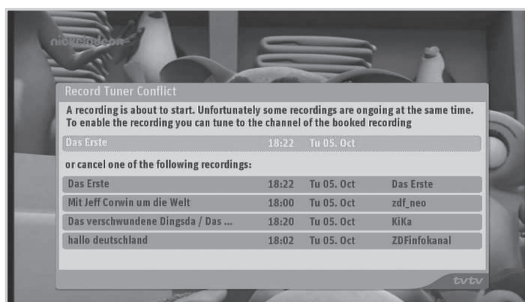 nickelodeon
Record Tuner Conflict
A recording is about to start. Unfortunately some recordings are ongoing at the same time.
To enable the recording you can tune to the channel of the booked recording
Das Erste 18:22 Tu 05. Oct
or cancel one of the following recordings:
Das Erste 18:22 Tu 05. Oct Das Erste
Mit Jeff Corwin um die Welt 18:00 Tu 05. Oct zdf_neo
Das verschwundene Dingsda / Das ... 18:20 Tu 05. Oct KiKa
hallo deutschland 18:02 Tu 05. Oct ZDFinfokanal
tvtv